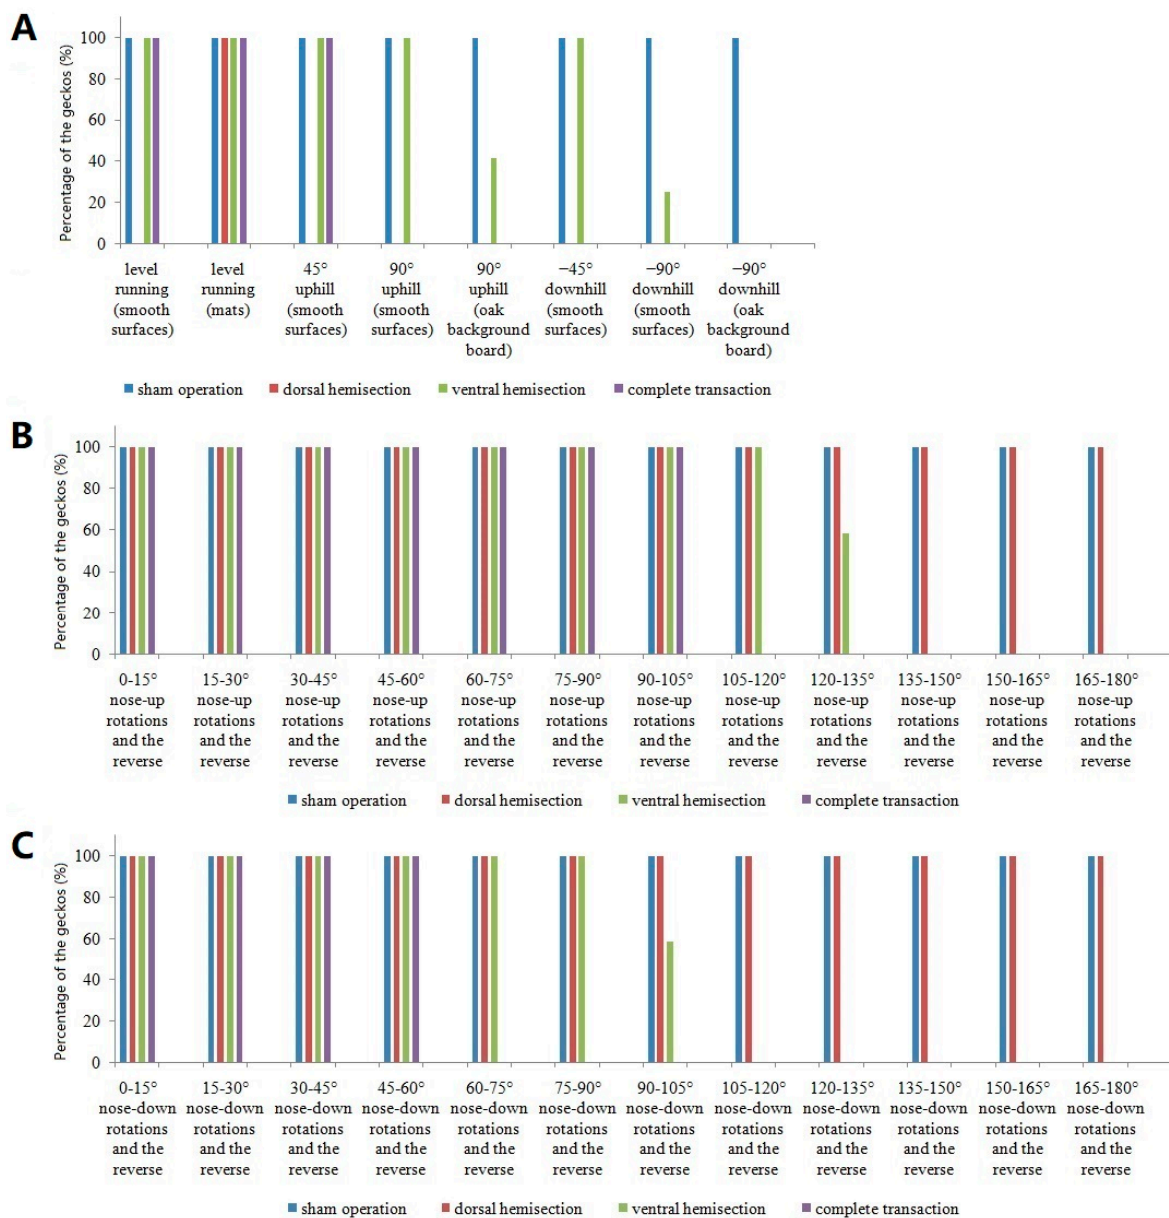 A
Percentage of the geckos (%)
100
80
60
40
20
0
level running (smooth surfaces)
level running (mats)
45° uphill (smooth surfaces)
90° uphill (smooth surfaces)
90° uphill (oak background board)
−45° downhill (smooth surfaces)
−90° downhill (smooth surfaces)
−90° downhill (oak background board)
sham operation
dorsal hemisection
ventral hemisection
complete transaction
B
Percentage of the geckos (%)
100
80
60
40
20
0
0-15° nose-up rotations and the reverse
15-30° nose-up rotations and the reverse
30-45° nose-up rotations and the reverse
45-60° nose-up rotations and the reverse
60-75° nose-up rotations and the reverse
75-90° nose-up rotations and the reverse
90-105° nose-up rotations and the reverse
105-120° nose-up rotations and the reverse
120-135° nose-up rotations and the reverse
135-150° nose-up rotations and the reverse
150-165° nose-up rotations and the reverse
165-180° nose-up rotations and the reverse
sham operation
dorsal hemisection
ventral hemisection
complete transaction
C
Percentage of the geckos (%)
100
80
60
40
20
0
0-15° nose-down rotations and the reverse
15-30° nose-down rotations and the reverse
30-45° nose-down rotations and the reverse
45-60° nose-down rotations and the reverse
60-75° nose-down rotations and the reverse
75-90° nose-down rotations and the reverse
90-105° nose-down rotations and the reverse
105-120° nose-down rotations and the reverse
120-135° nose-down rotations and the reverse
135-150° nose-down rotations and the reverse
150-165° nose-down rotations and the reverse
165-180° nose-down rotations and the reverse
sham operation
dorsal hemisection
ventral hemisection
complete transaction